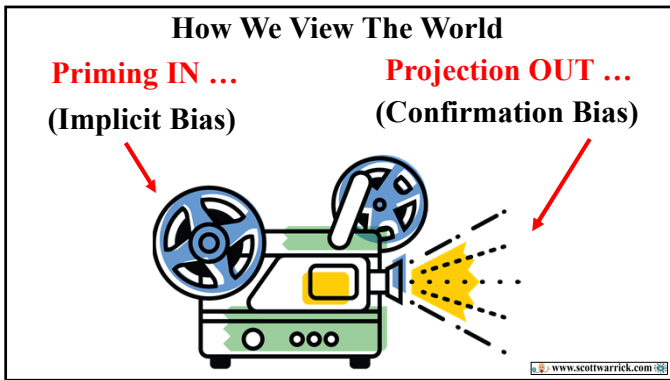 How We View The World
Priming IN …
(Implicit Bias)
Projection OUT …
(Confirmation Bias)
www.scottwarrick.com